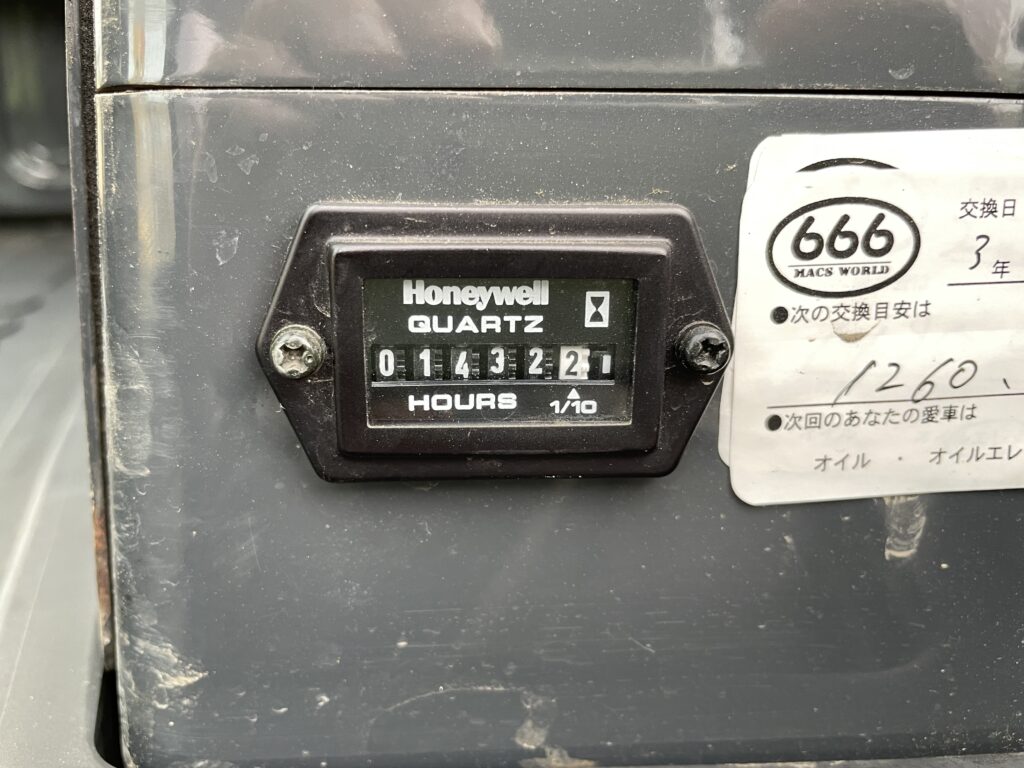 Honeywell
QUARTZ
0143222
HOURS 1/10
666
MACS WORLD
交換日
3年
●次の交換目安は
1260
●次回のあなたの愛車は
オイル ・ オイルエレ